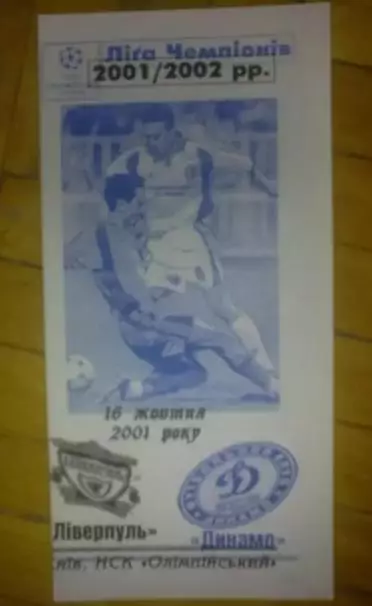 Ліга Чемпіонів
2001/2002 рр.
16 жовтня
2001 року
Ліверпуль»
«Динамо»
НСК «Олімпійський»